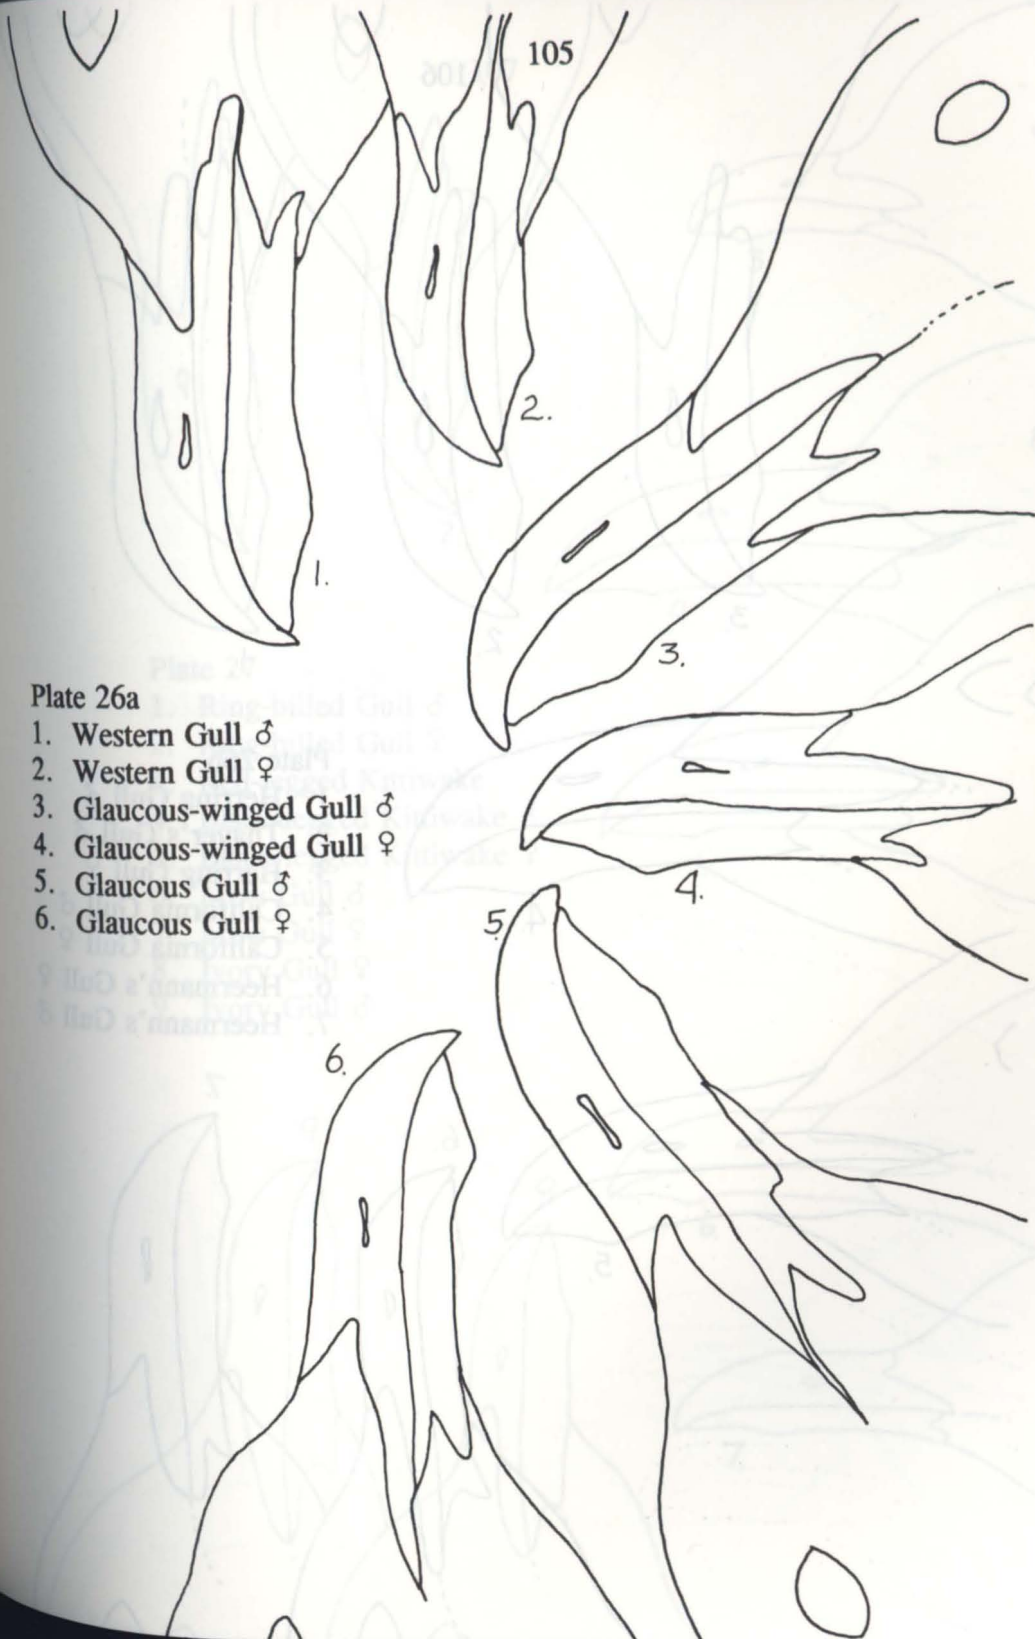 105
Plate 26a
1. Western Gull ♂
2. Western Gull ♀
3. Glaucous-winged Gull ♂
4. Glaucous-winged Gull ♀
5. Glaucous Gull ♂
6. Glaucous Gull ♀
2.
1.
3.
4.
5.
6.